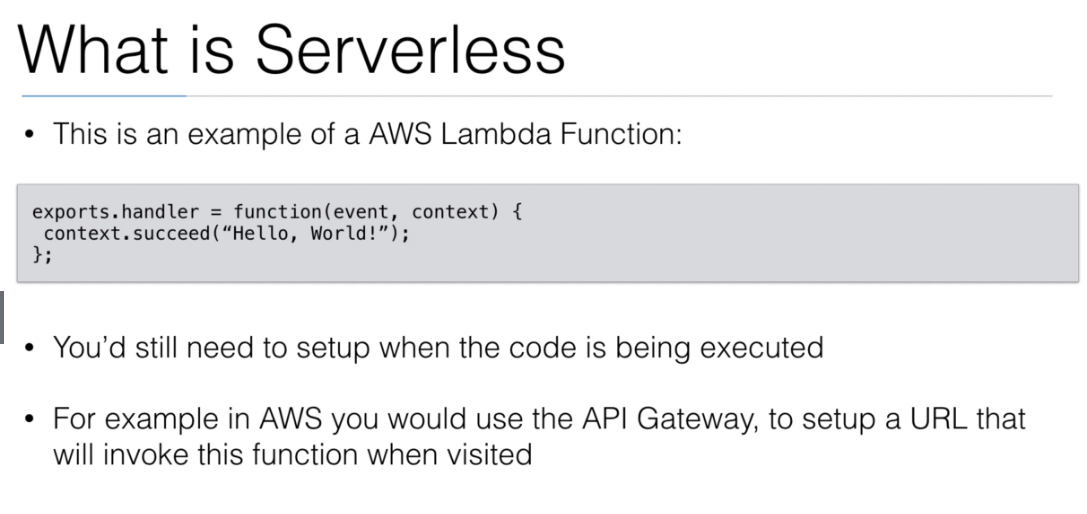 What is Serverless
• This is an example of a AWS Lambda Function:
exports.handler = function(event, context) {
 context.succeed(“Hello, World!”);
};
• You’d still need to setup when the code is being executed
• For example in AWS you would use the API Gateway, to setup a URL that
will invoke this function when visited